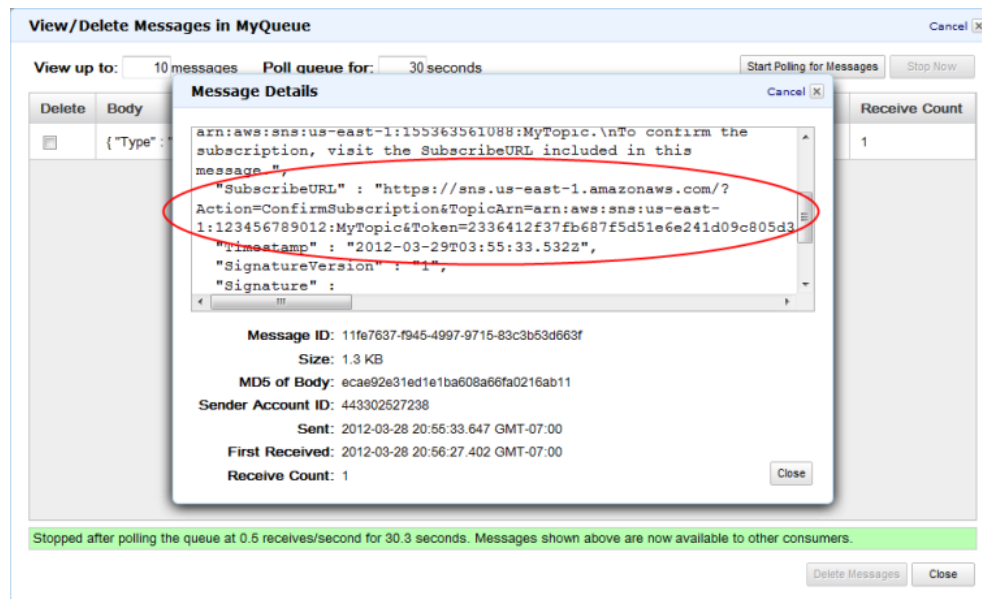 View/Delete Messages in MyQueue
Cancel
View up to: 10 messages Poll queue for: 30 seconds
Start Polling for Messages
Stop Now
Message Details
Cancel
Delete
Body
Receive Count
{ "Type" : "
1
arn:aws:sns:us-east-1:155363561088:MyTopic.\nTo confirm the
subscription, visit the SubscribeURL included in this
message.",
"SubscribeURL" : "https://sns.us-east-1.amazonaws.com/?
Action=ConfirmSubscription&TopicArn=arn:aws:sns:us-east-
1:123456789012:MyTopic&Token=2336412f37fb687f5d51e6e241d09c805d3
"Timestamp" : "2012-03-29T03:55:33.532Z",
"SignatureVersion" : "1",
"Signature" :
Message ID: 11fe7637-f945-4997-9715-83c3b53d663f
Size: 1.3 KB
MD5 of Body: ecae92e31ed1e1ba608a66fa0216ab11
Sender Account ID: 443302527238
Sent: 2012-03-28 20:55:33.647 GMT-07:00
First Received: 2012-03-28 20:56:27.402 GMT-07:00
Receive Count: 1
Close
Stopped after polling the queue at 0.5 receives/second for 30.3 seconds. Messages shown above are now available to other consumers.
Delete Messages
Close